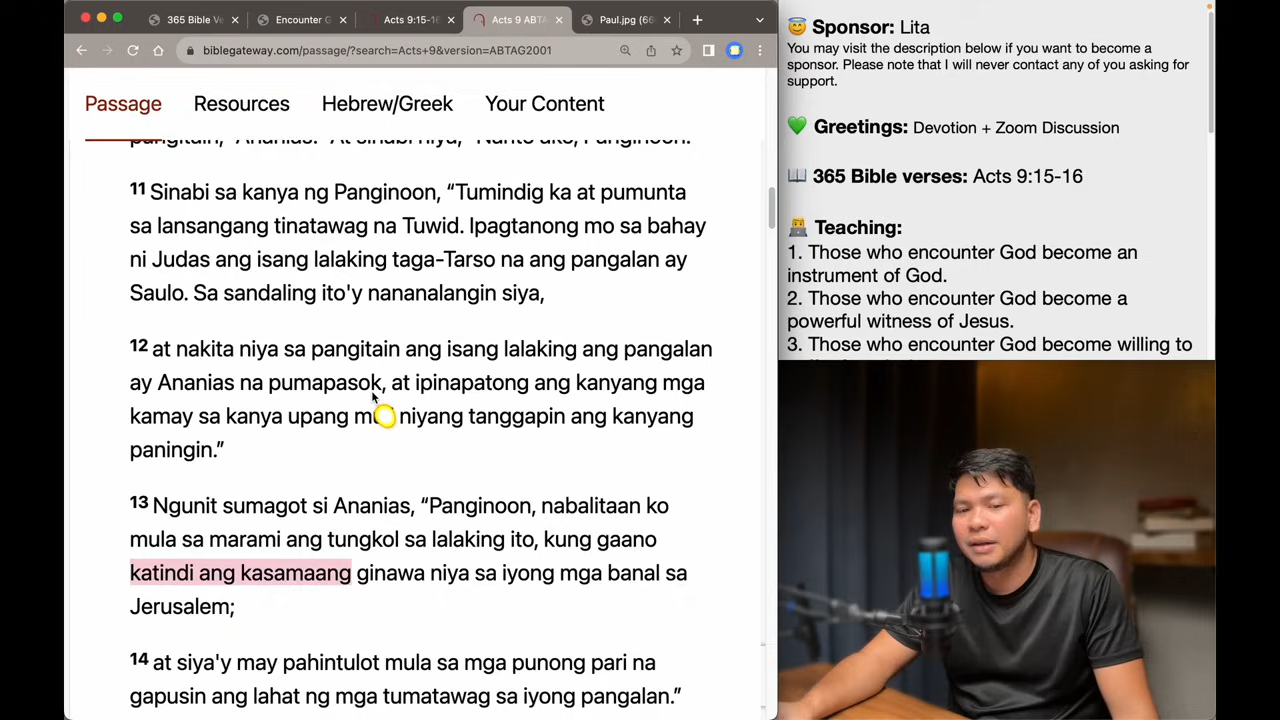 365 Bible Ve
Encounter G
Acts 9:15-16
Acts 9 ABTA
Paul.jpg (66
biblegateway.com/passage/?search=Acts+9&version=ABTAG2001
Passage Resources Hebrew/Greek Your Content
pangitain, "Ananias." At sinabi niya, "Narito ako, Panginoon."
11 Sinabi sa kanya ng Panginoon, “Tumindig ka at pumunta
sa lansangang tinatawag na Tuwid. Ipagtanong mo sa bahay
ni Judas ang isang lalaking taga-Tarso na ang pangalan ay
Saulo. Sa sandaling ito'y nananalangin siya,
12 at nakita niya sa pangitain ang isang lalaking ang pangalan
ay Ananias na pumapasok, at ipinapatong ang kanyang mga
kamay sa kanya upang niyang tanggapin ang kanyang
paningin.”
13 Ngunit sumagot si Ananias, “Panginoon, nabalitaan ko
mula sa marami ang tungkol sa lalaking ito, kung gaano
katindi ang kasamaang ginawa niya sa iyong mga banal sa
Jerusalem;
14 at siya'y may pahintulot mula sa mga punong pari na
gapusin ang lahat ng mga tumatawag sa iyong pangalan.”
Sponsor: Lita
You may visit the description below if you want to become a
sponsor. Please note that I will never contact any of you asking for
support.
Greetings: Devotion + Zoom Discussion
365 Bible verses: Acts 9:15-16
Teaching:
1. Those who encounter God become an
instrument of God.
2. Those who encounter God become a
powerful witness of Jesus.
3. Those who encounter God become willing to